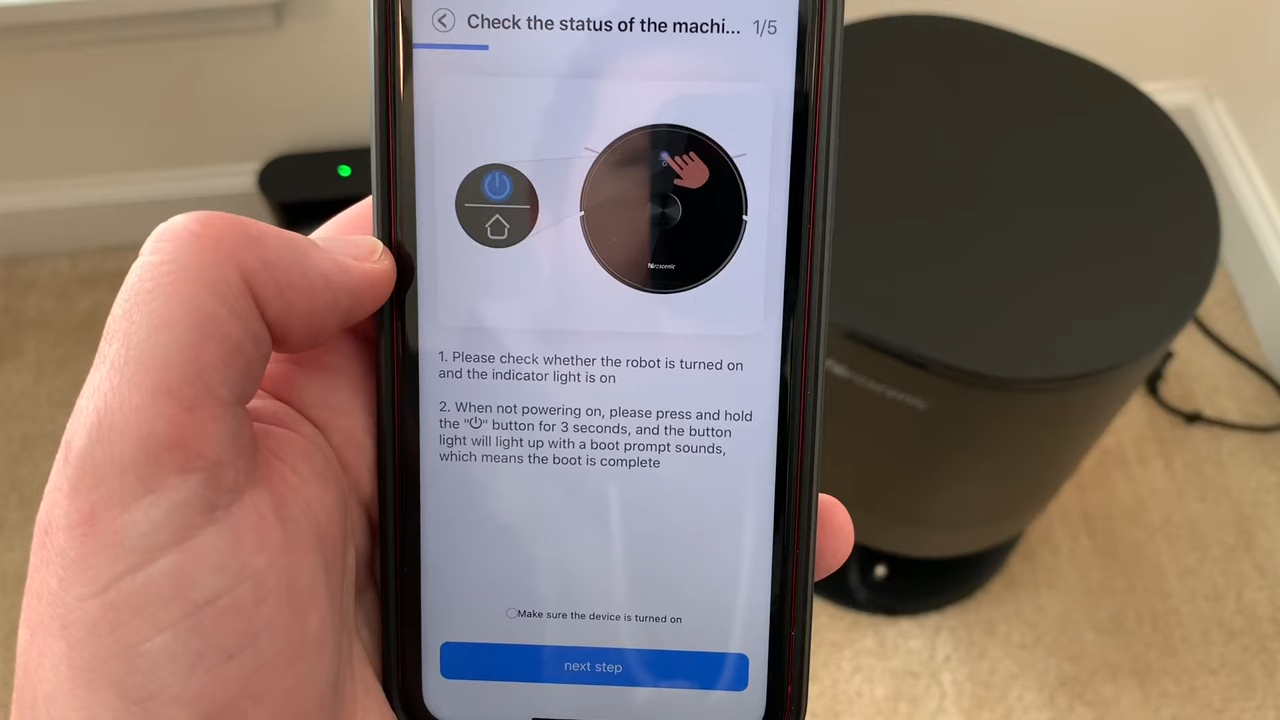 Check the status of the machi... 1/5
1. Please check whether the robot is turned on
and the indicator light is on
2. When not powering on, please press and hold
the "⏻" button for 3 seconds, and the button
light will light up with a boot prompt sounds,
which means the boot is complete
Make sure the device is turned on
next step